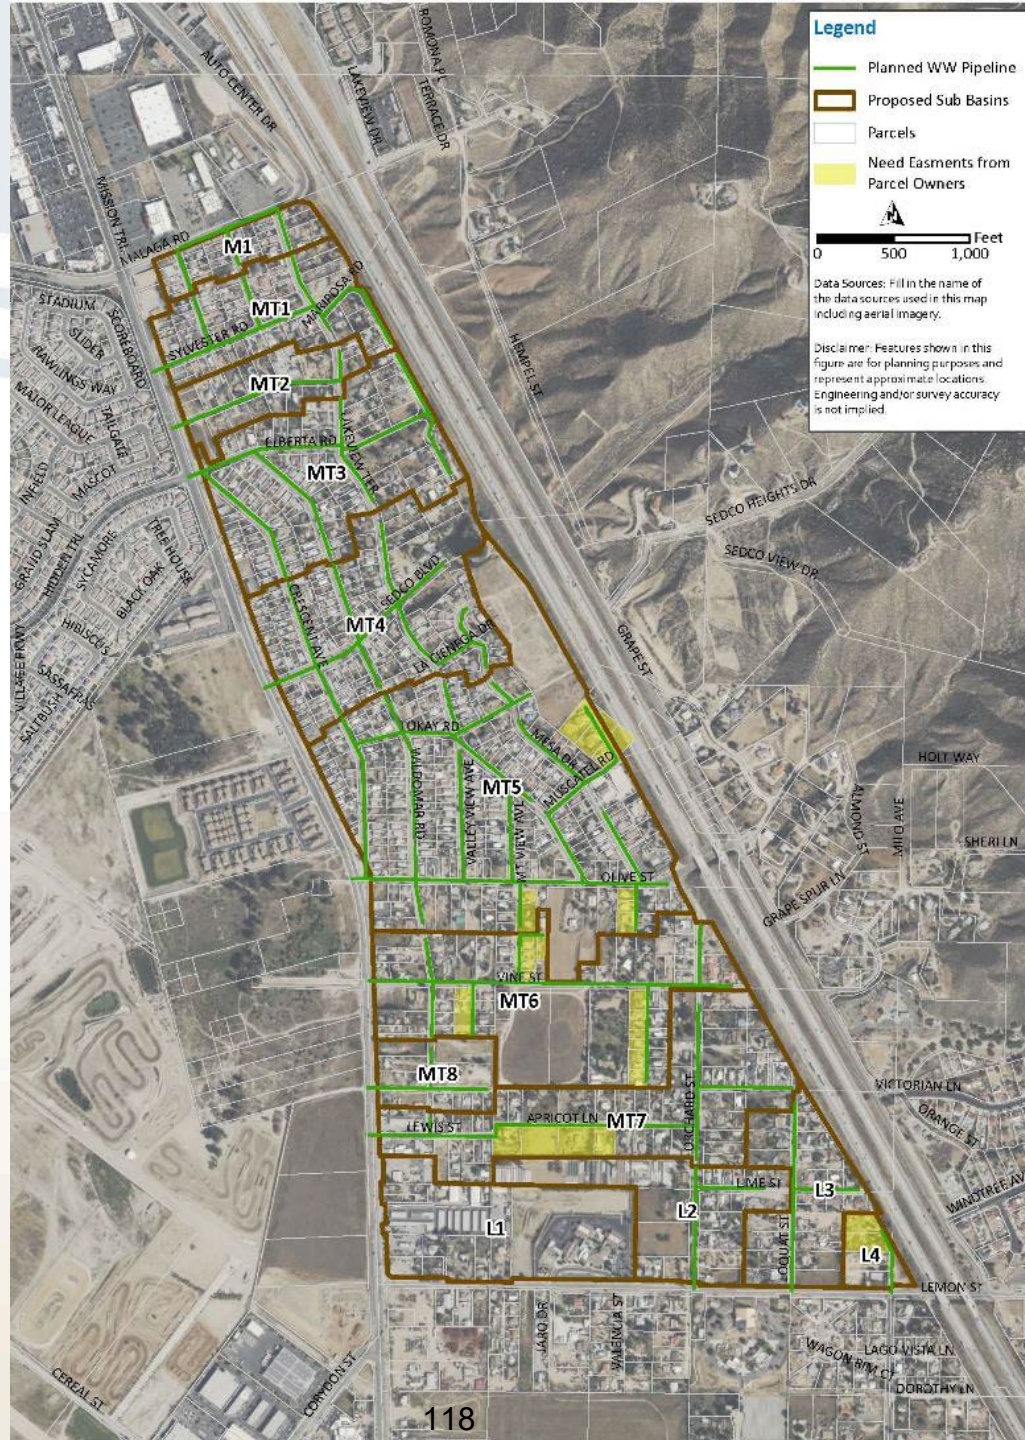 Legend
Planned WW Pipeline
Proposed Sub Basins
Parcels
Need Easments from
Parcel Owners
N
Feet
0 500 1,000
Data Sources: Fill in the name of
the data sources used in this map
including aerial imagery.
Disclaimer: Features shown in this
figure are for planning purposes and
represent approximate locations.
Engineering and/or survey accuracy
is not implied.
ROMONA PL
TERRACE DR
LAKEVIEW DR
AUTO CENTER DR
MISSION TRL
MALAGA RD
M1
MT1
MARIPOSA RD
SYLVESTER RD
STADIUM
SCOREBOARD
SLIDER
RAWLINGS WAY
MAJOR LEAGUE
TAILGATE
MT2
HEMPEL ST
ELBERTA RD
LAKEVIEW TER
MT3
INFIELD
MASCOT
GRAND SLAM
HIDDEN TRL
SYCAMORE
TREE HOUSE
BLACK OAK
HIBISCUS
SASSAFRAS
SALTBUSH
VILLAGE PKWY
SEDCO HEIGHTS DR
SEDCO VIEW DR
SEDCO BLVD
CRESCENT AVE
MT4
LA CIENEGA DR
GRAPE ST
TOKAY RD
MESA DR
MUSCATEL RD
WILDOMAR RD
VALLEY VIEW AVE
MT5
MT VIEW AVE
HOLT WAY
ALMOND ST
MILO AVE
SHERI LN
GRAPE SPUR LN
OLIVE ST
VINE ST
MT6
MT8
VICTORIAN LN
ORANGE ST
WINDTREE AV
APRICOT LN
MT7
ORCHARD ST
LEWIS ST
LIME ST
L3
L2
L1
LOQUAT ST
L4
LEMON ST
JARO DR
VALENCIA ST
WAGON RIM CT
LAGO VISTA LN
DOROTHY LN
CORYDON ST
CEREAL ST
118